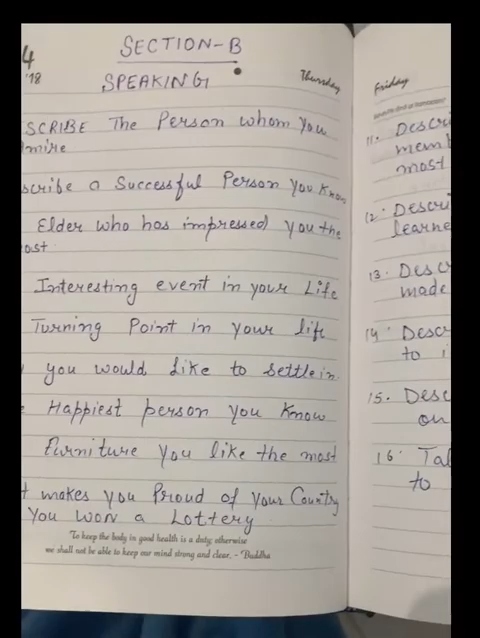 4
'18
SECTION-B
SPEAKING
Thursday
SCRIBE The Person whom you
mire
scribe a Successful Person you know
Elder who has impressed you the
ost
Interesting event in your Life
Turning Point in your life
you would like to settle in.
Happiest person you know
Furniture you like the most
t makes you Proud of your Country
You won a Lottery
"To keep the body in good health is a duty; otherwise
we shall not be able to keep our mind strong and clear. - "Buddha
Friday
11. Descri
mem
most
12. Descri
learne
13. Desc
made
14. Descr
to i
15. Desc
on
16. Tal
to